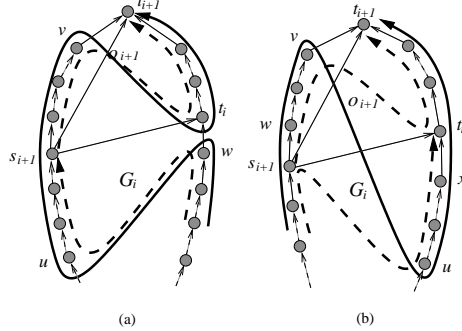 t_{i+1}
v
o_{i+1}
t_i
s_{i+1}
w
G_i
u
(a)
t_{i+1}
v
o_{i+1}
w
t_i
s_{i+1}
G_i
x
u
(b)